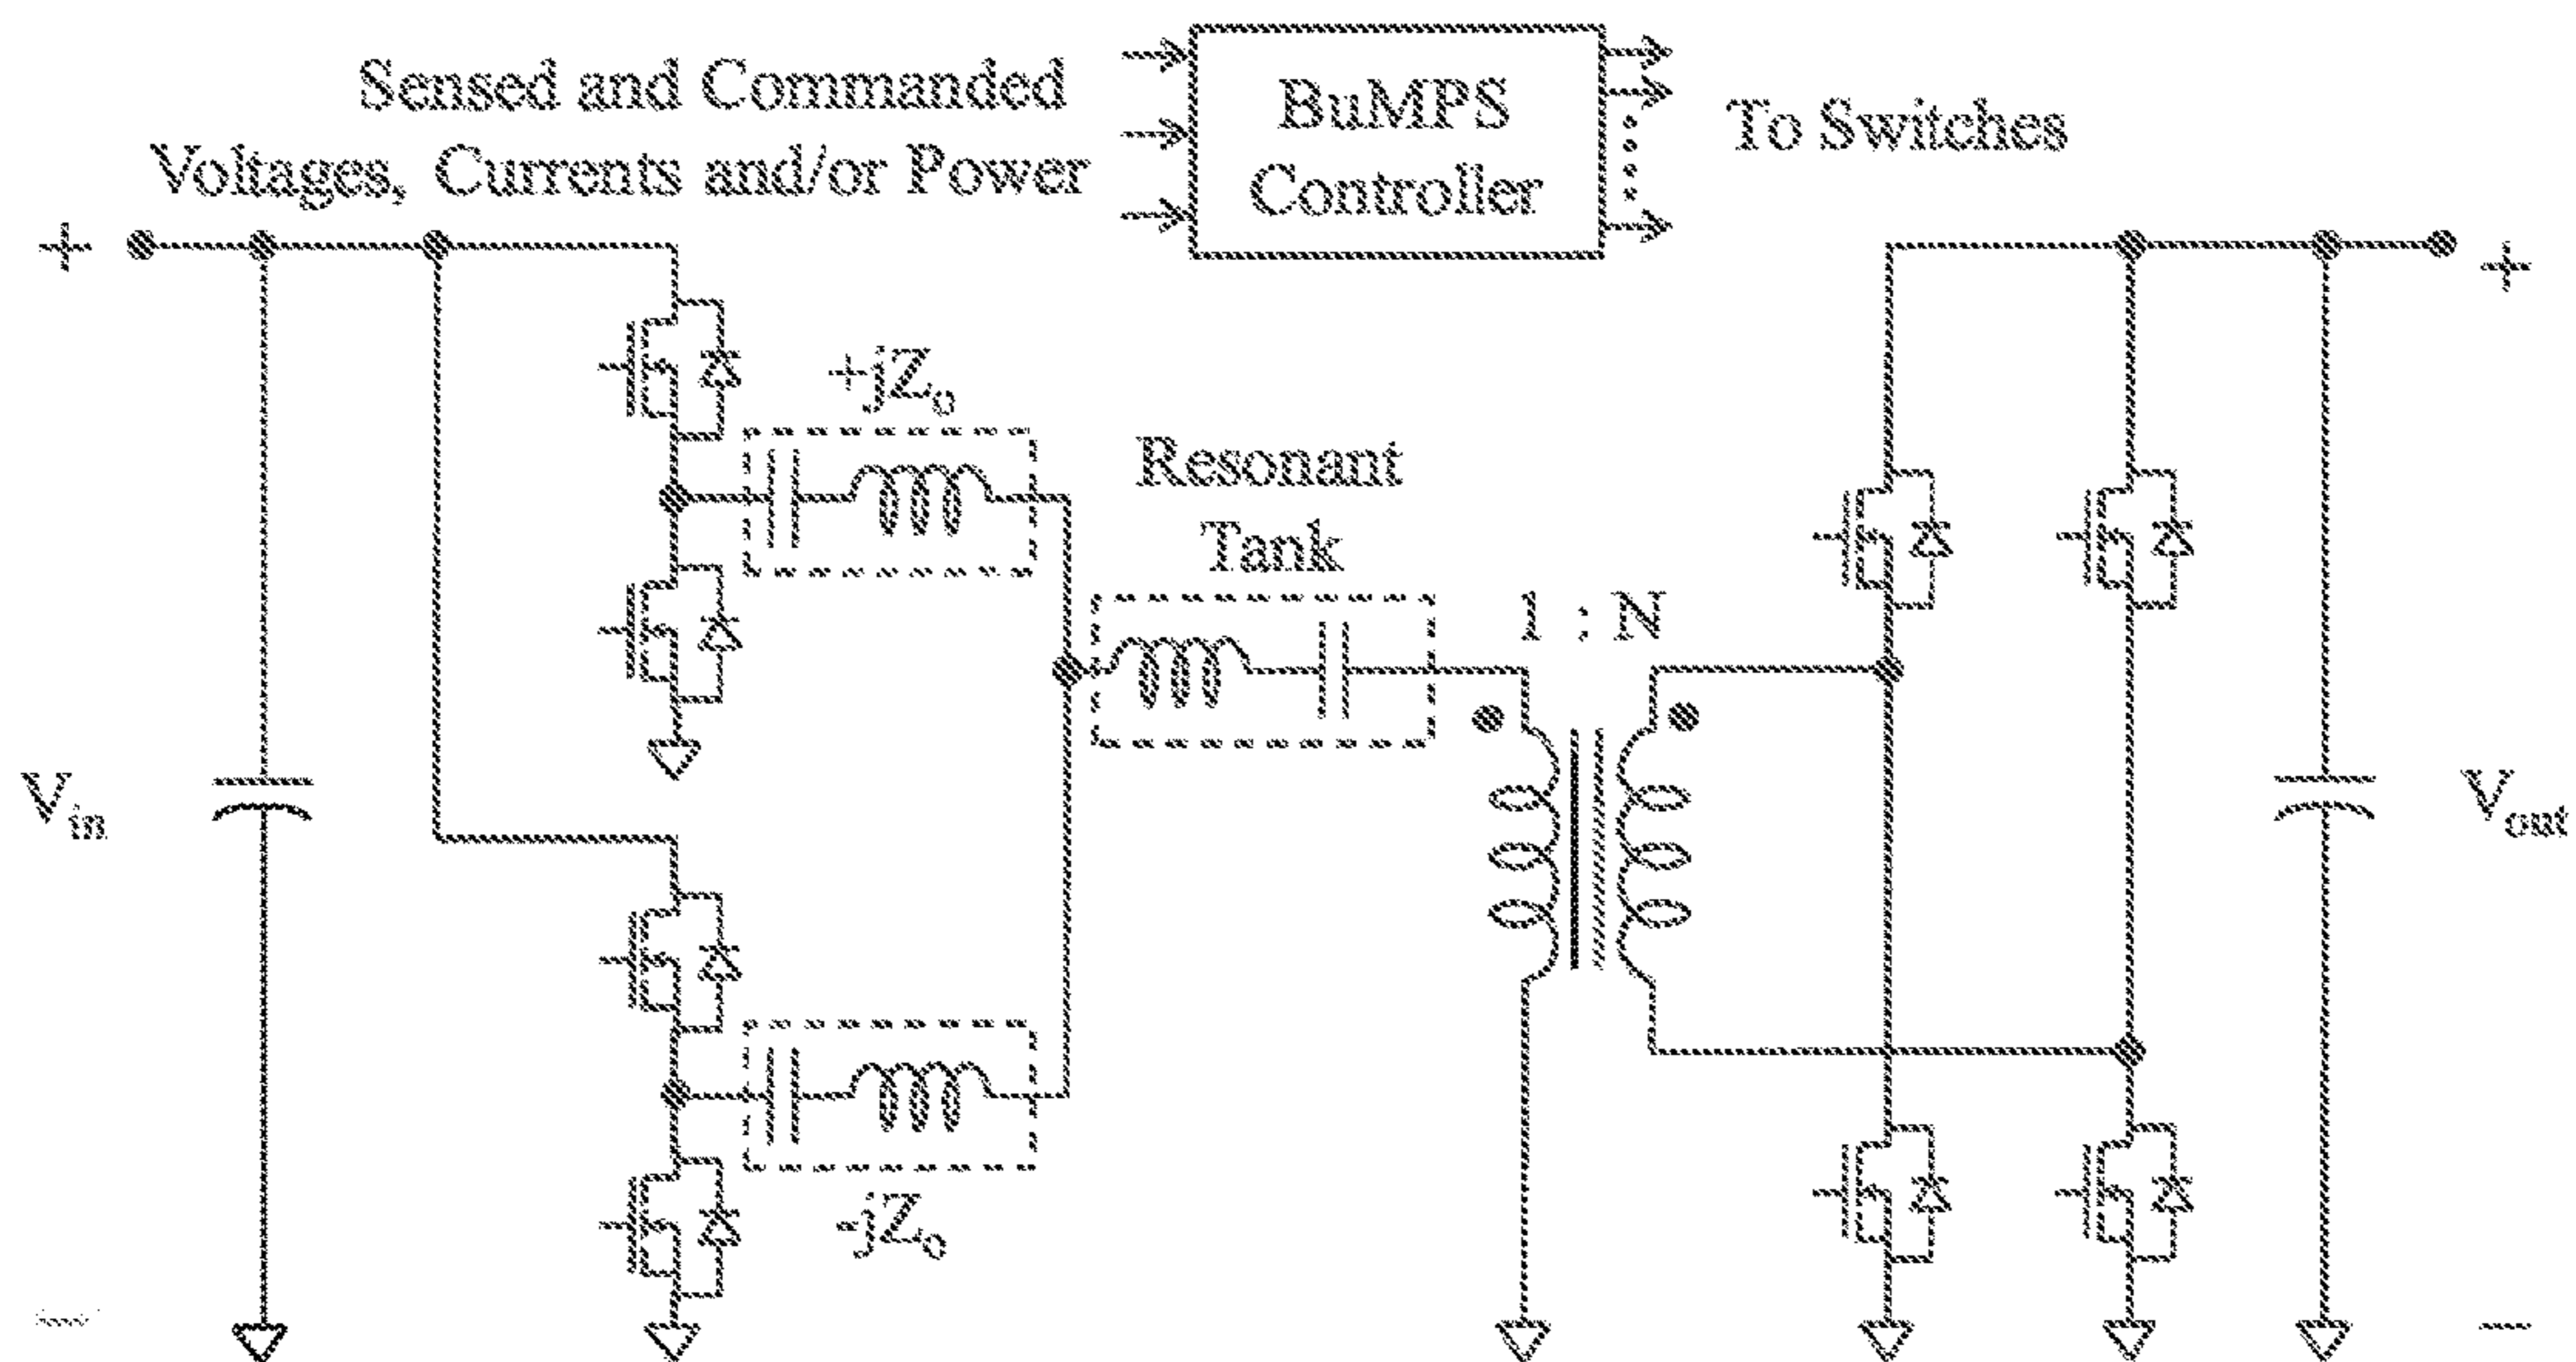 Sensed and Commanded
Voltages, Currents and/or Power
BuMPS
Controller
To Switches
+
+
+jZo
Resonant
Tank
1 : N
Vin
Vout
-jZo
−
−